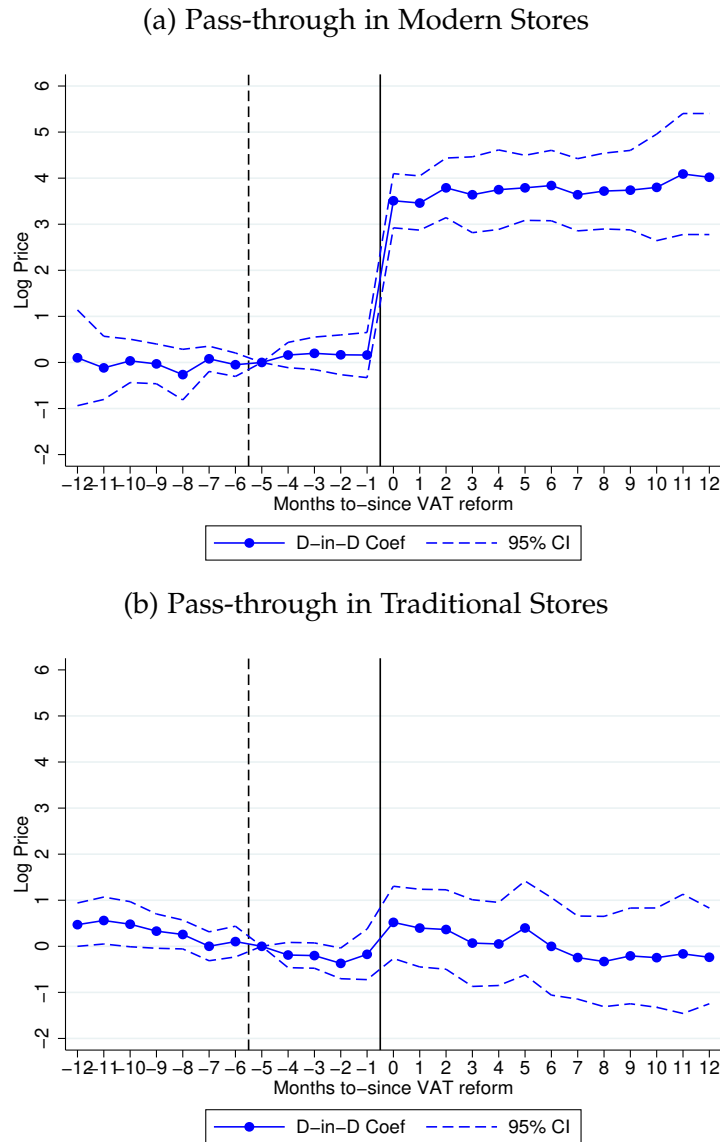 (a) Pass-through in Modern Stores
6
5
4
3
2
1
0
−1
−2
Log Price
−12 −11 −10 −9 −8 −7 −6 −5 −4 −3 −2 −1 0 1 2 3 4 5 6 7 8 9 10 11 12
Months to−since VAT reform
D−in−D Coef 95% CI
(b) Pass-through in Traditional Stores
6
5
4
3
2
1
0
−1
−2
Log Price
−12 −11 −10 −9 −8 −7 −6 −5 −4 −3 −2 −1 0 1 2 3 4 5 6 7 8 9 10 11 12
Months to−since VAT reform
D−in−D Coef 95% CI